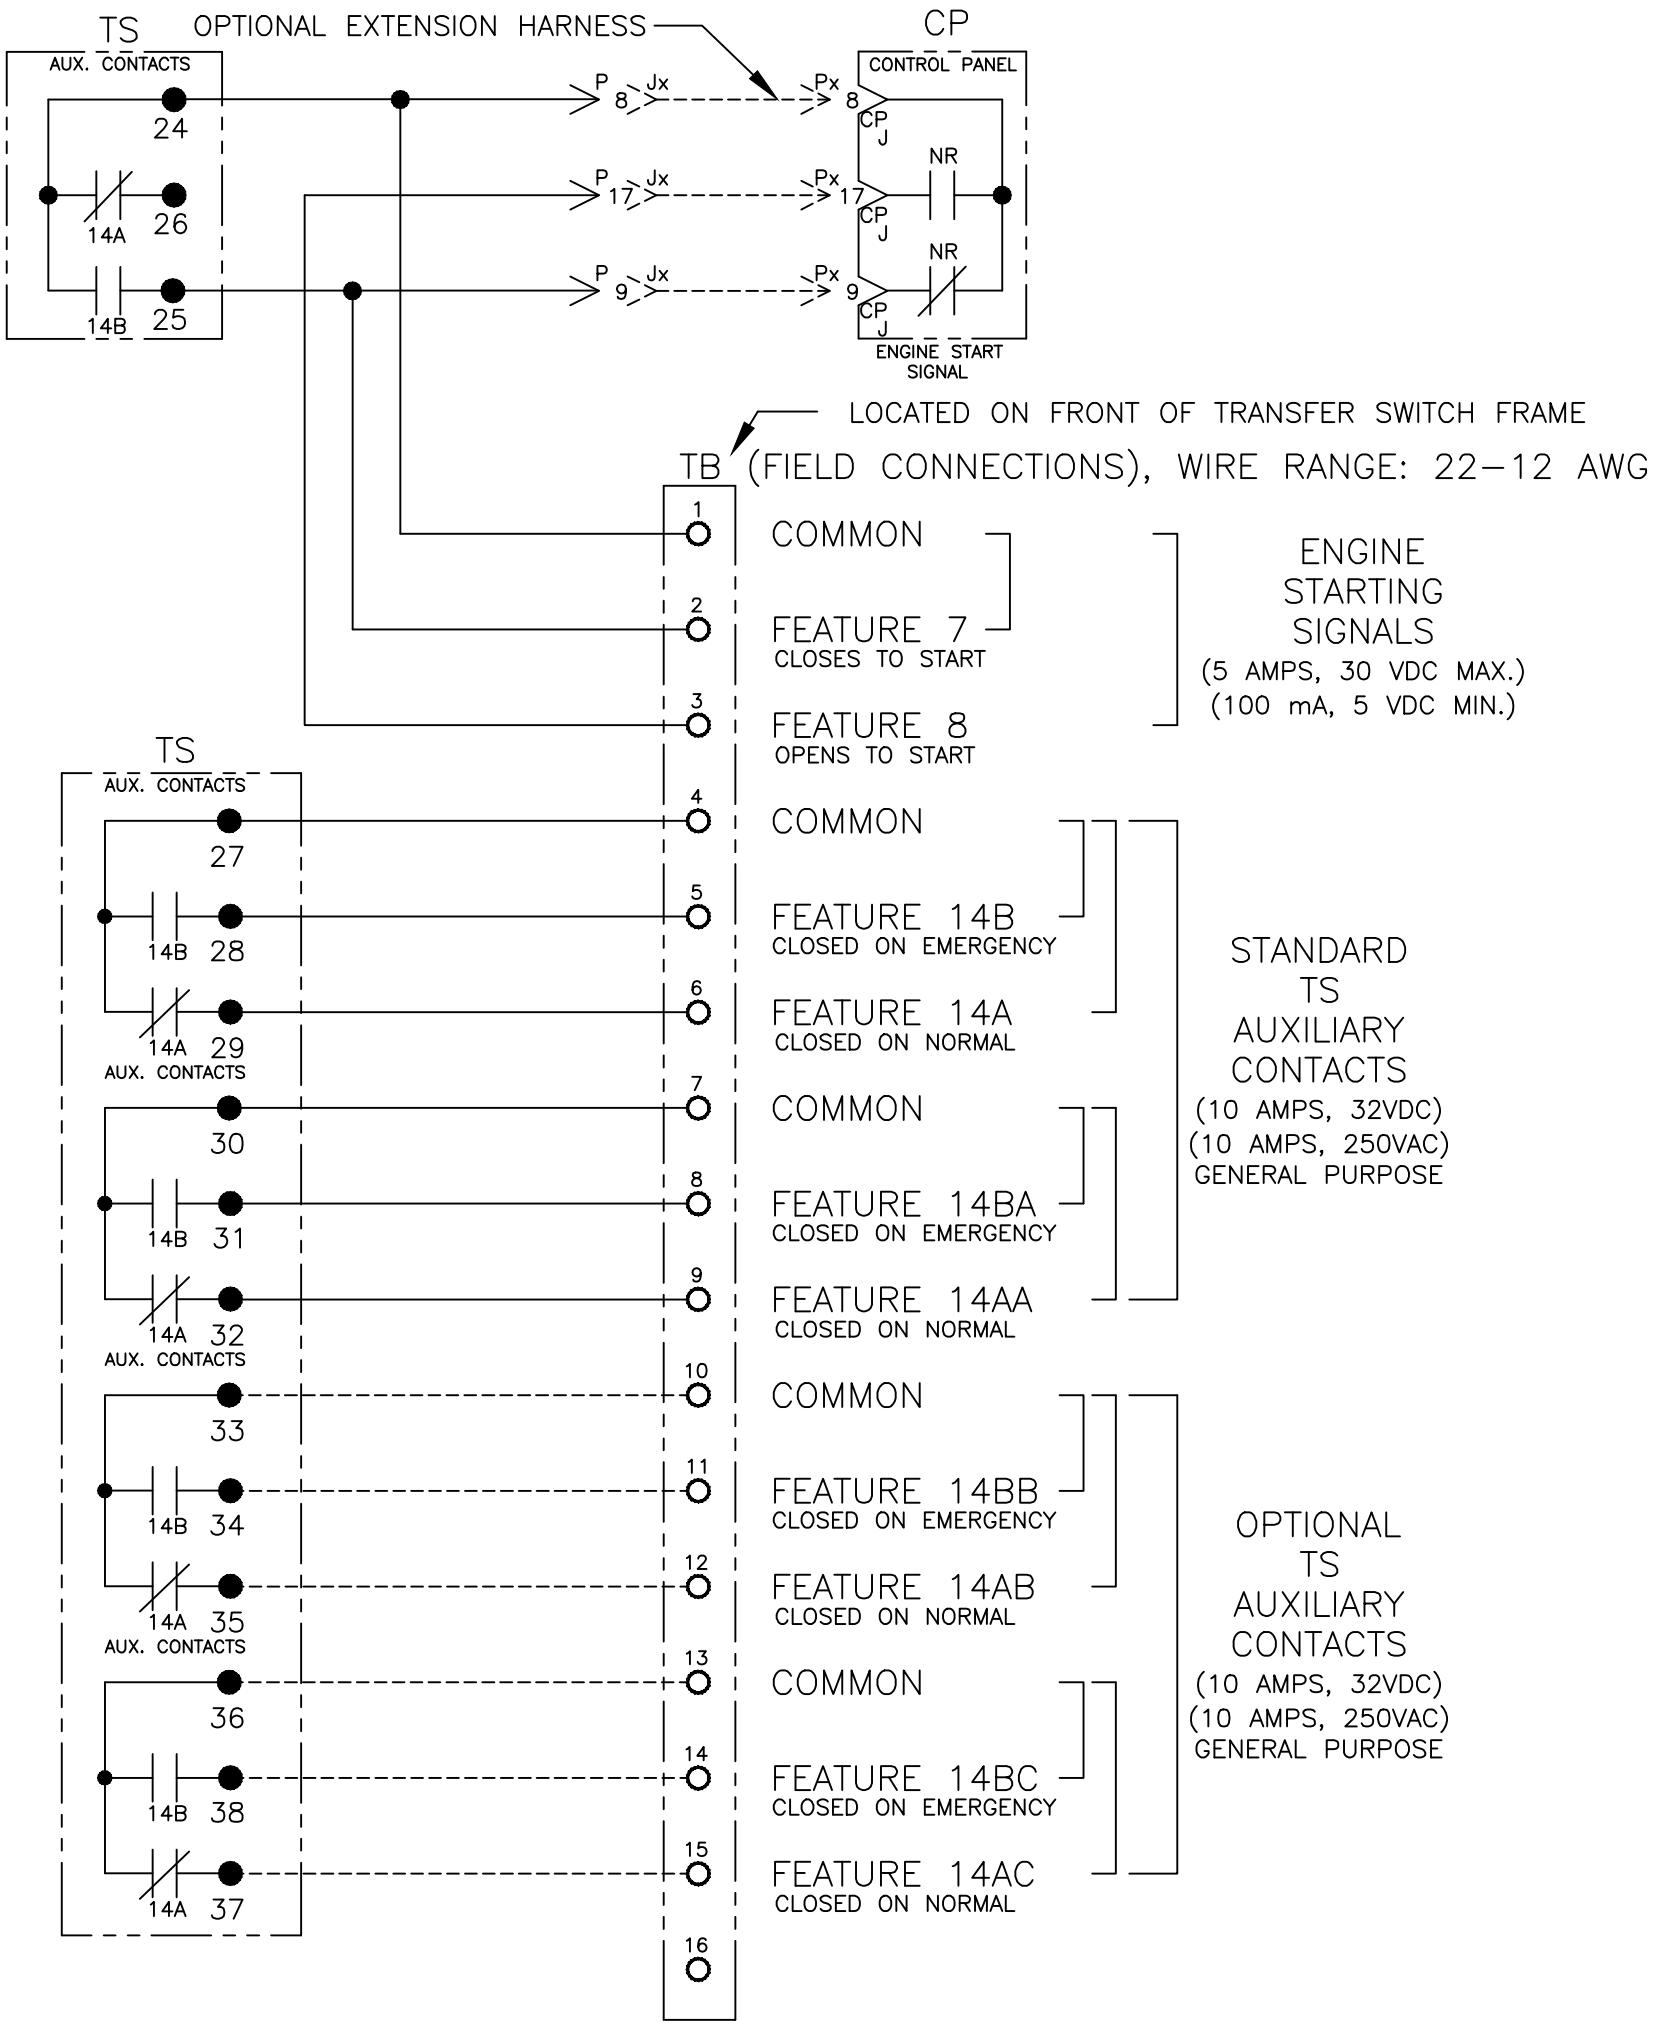 TS OPTIONAL EXTENSION HARNESS CP
AUX. CONTACTS CONTROL PANEL
P 8 Jx Px 8
24 CP
J
NR
P 17 Jx Px 17
14A 26 CP
J
NR
P 9 Jx Px 9
14B 25 CP
J
ENGINE START
SIGNAL
LOCATED ON FRONT OF TRANSFER SWITCH FRAME
TB (FIELD CONNECTIONS), WIRE RANGE: 22-12 AWG
1
COMMON
2
FEATURE 7
CLOSES TO START
3
FEATURE 8
OPENS TO START
ENGINE
STARTING
SIGNALS
(5 AMPS, 30 VDC MAX.)
(100 mA, 5 VDC MIN.)
TS
AUX. CONTACTS
4
COMMON
27
5
FEATURE 14B
14B 28 CLOSED ON EMERGENCY
6
FEATURE 14A
14A 29 CLOSED ON NORMAL
AUX. CONTACTS
7
COMMON
30
8
FEATURE 14BA
14B 31 CLOSED ON EMERGENCY
9
FEATURE 14AA
14A 32 CLOSED ON NORMAL
STANDARD
TS
AUXILIARY
CONTACTS
(10 AMPS, 32VDC)
(10 AMPS, 250VAC)
GENERAL PURPOSE
AUX. CONTACTS
10
COMMON
33
11
FEATURE 14BB
14B 34 CLOSED ON EMERGENCY
12
FEATURE 14AB
14A 35 CLOSED ON NORMAL
AUX. CONTACTS
13
COMMON
36
14
FEATURE 14BC
14B 38 CLOSED ON EMERGENCY
15
FEATURE 14AC
14A 37 CLOSED ON NORMAL
16
OPTIONAL
TS
AUXILIARY
CONTACTS
(10 AMPS, 32VDC)
(10 AMPS, 250VAC)
GENERAL PURPOSE